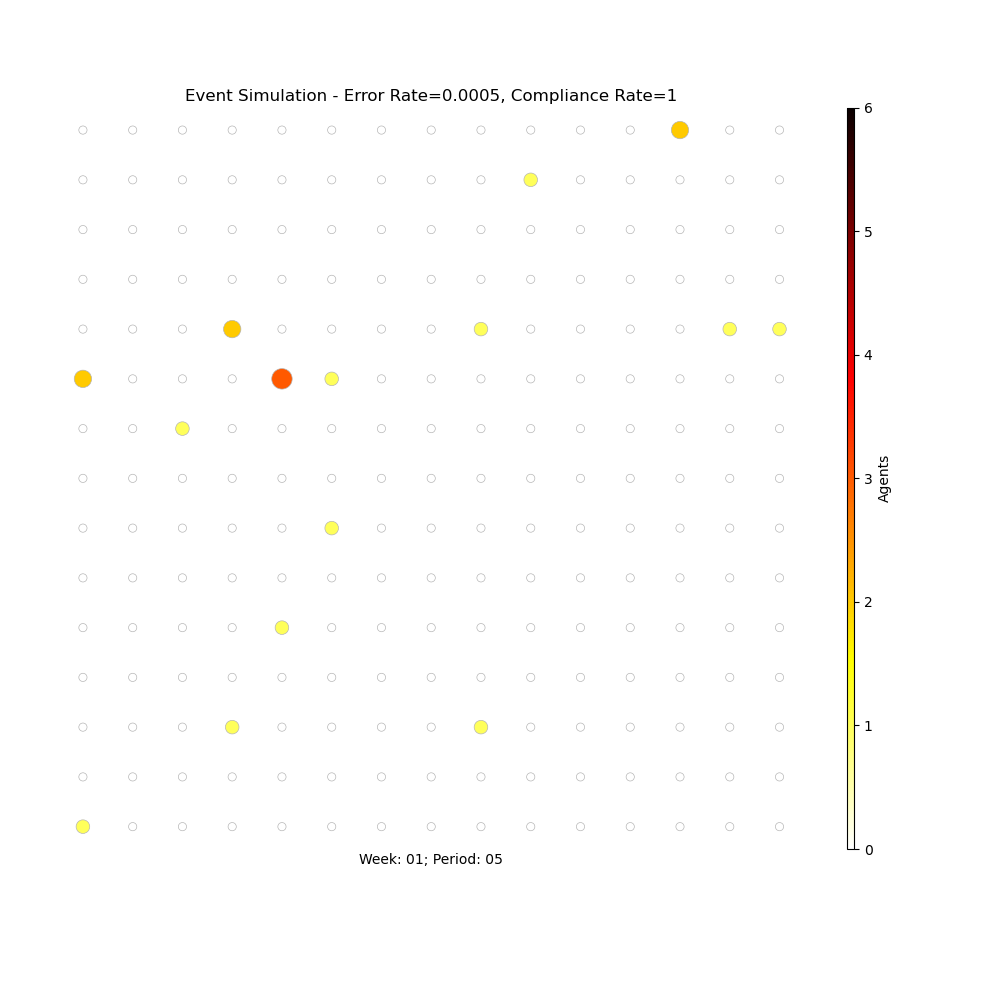 Event Simulation - Error Rate=0.0005, Compliance Rate=1
6
5
4
3
2
1
0
Agents
Week: 01; Period: 05